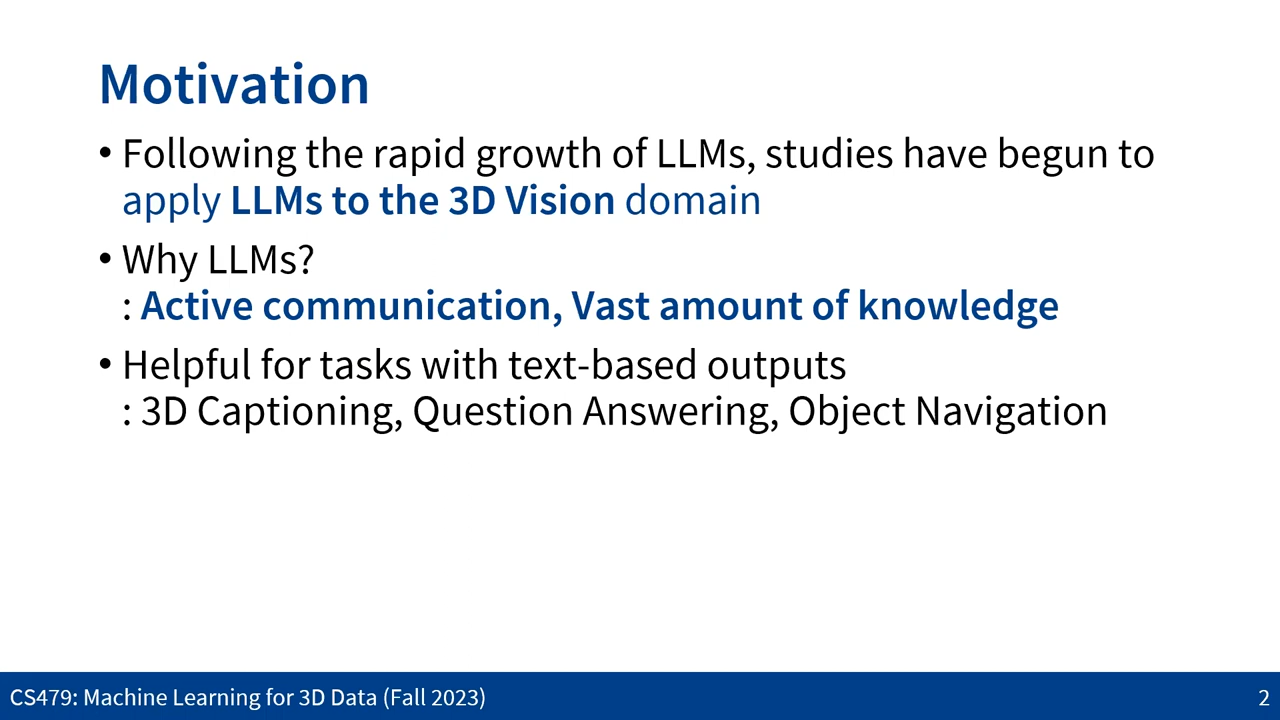 Motivation
• Following the rapid growth of LLMs, studies have begun to
apply LLMs to the 3D Vision domain
• Why LLMs?
: Active communication, Vast amount of knowledge
• Helpful for tasks with text-based outputs
: 3D Captioning, Question Answering, Object Navigation
CS479: Machine Learning for 3D Data (Fall 2023)
2